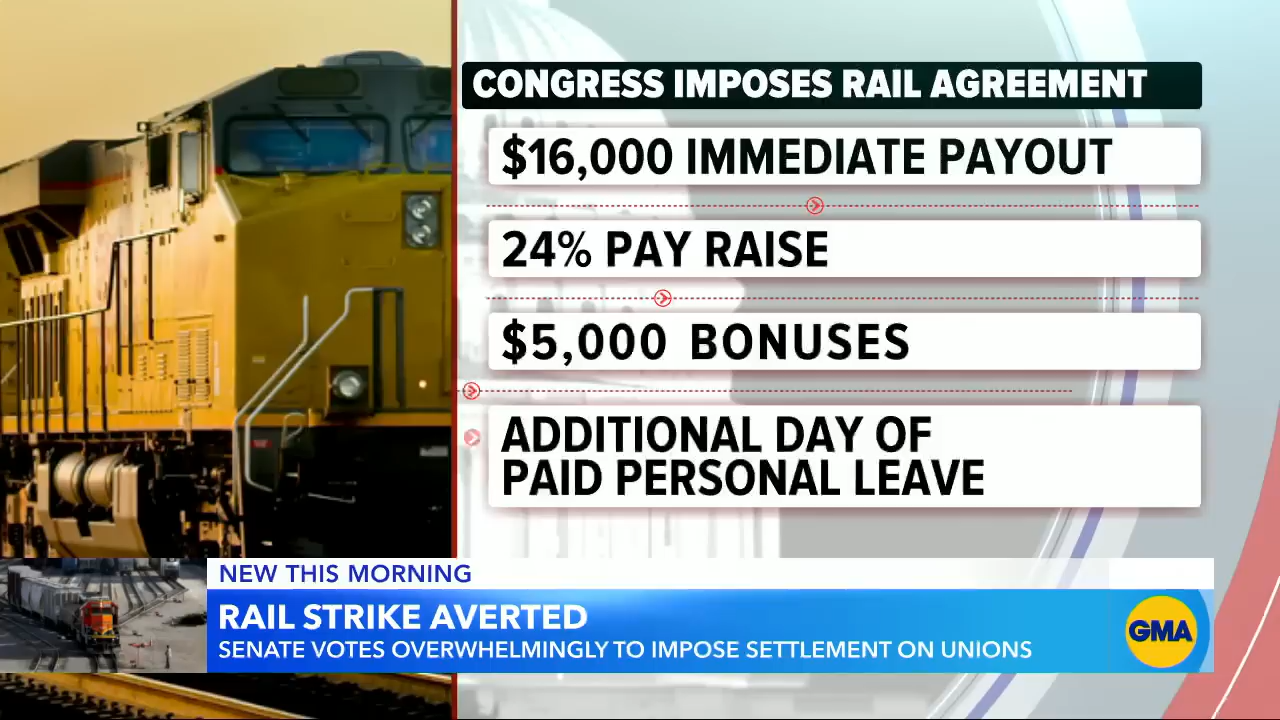 CONGRESS IMPOSES RAIL AGREEMENT
$16,000 IMMEDIATE PAYOUT
24% PAY RAISE
$5,000 BONUSES
ADDITIONAL DAY OF
PAID PERSONAL LEAVE
NEW THIS MORNING
RAIL STRIKE AVERTED
SENATE VOTES OVERWHELMINGLY TO IMPOSE SETTLEMENT ON UNIONS
GMA